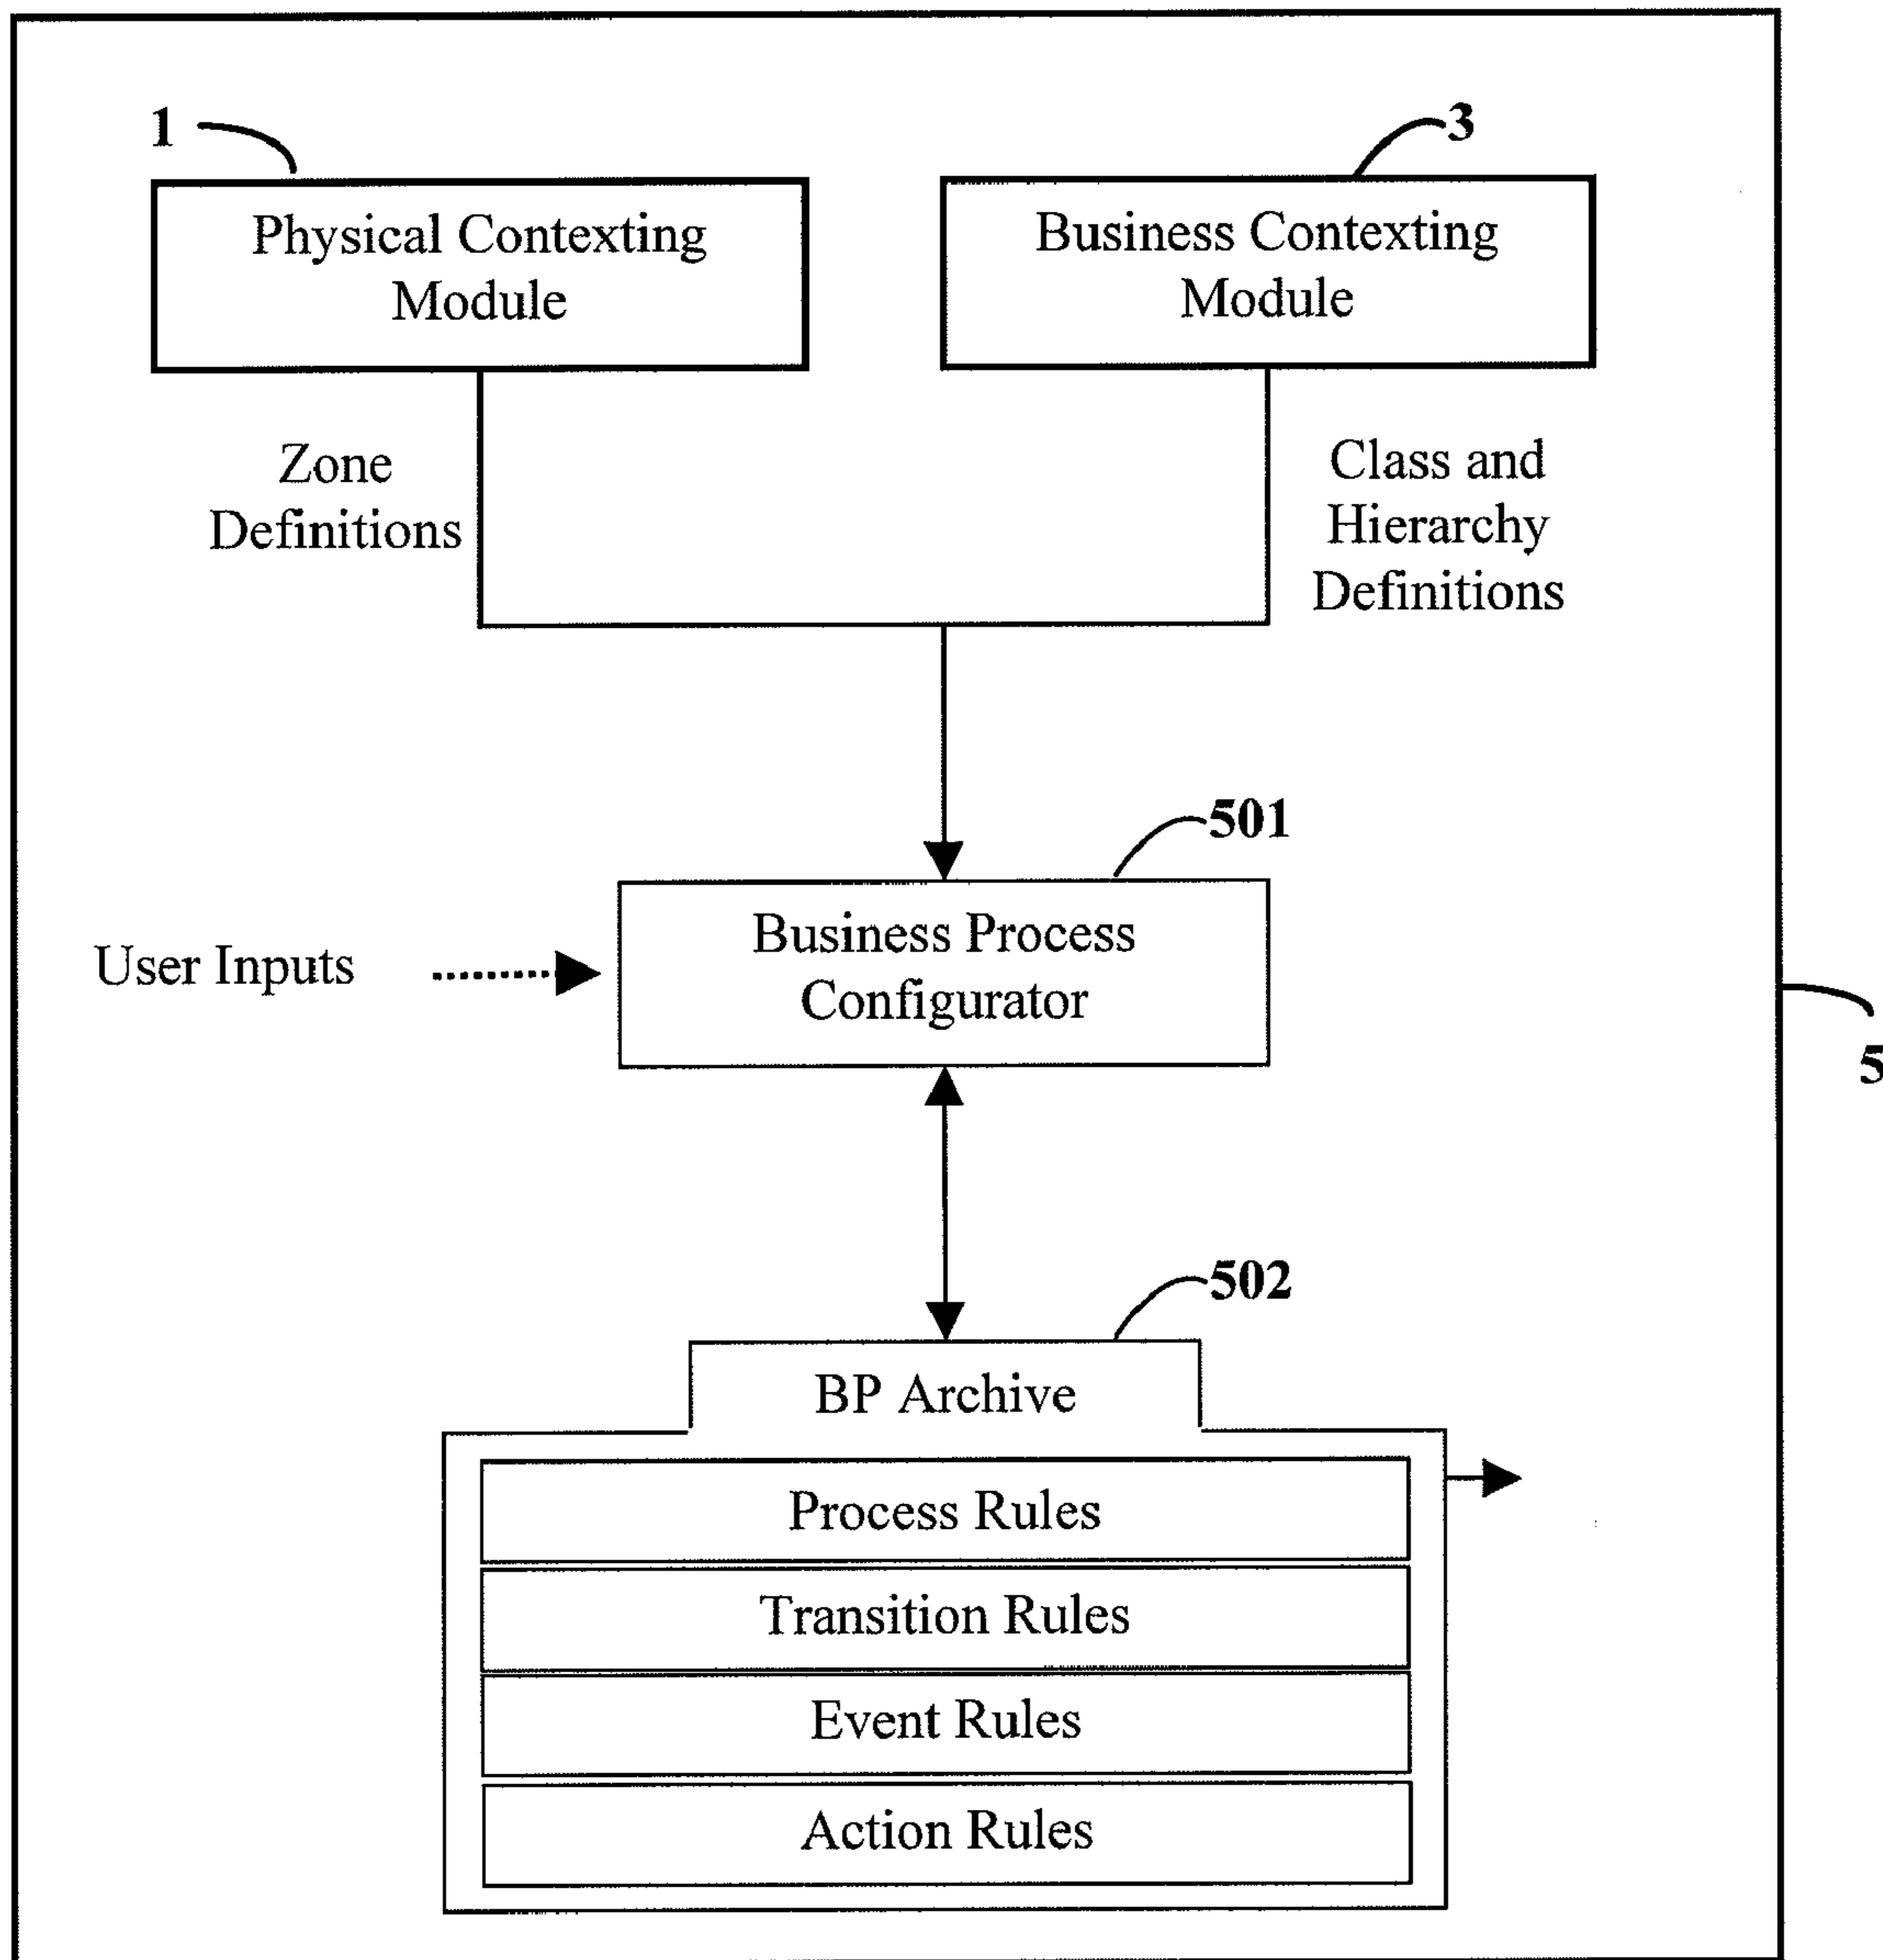 1
3
Physical Contexting
Module
Business Contexting
Module
Zone
Definitions
Class and
Hierarchy
Definitions
501
Business Process
Configurator
User Inputs
5
502
BP Archive
Process Rules
Transition Rules
Event Rules
Action Rules